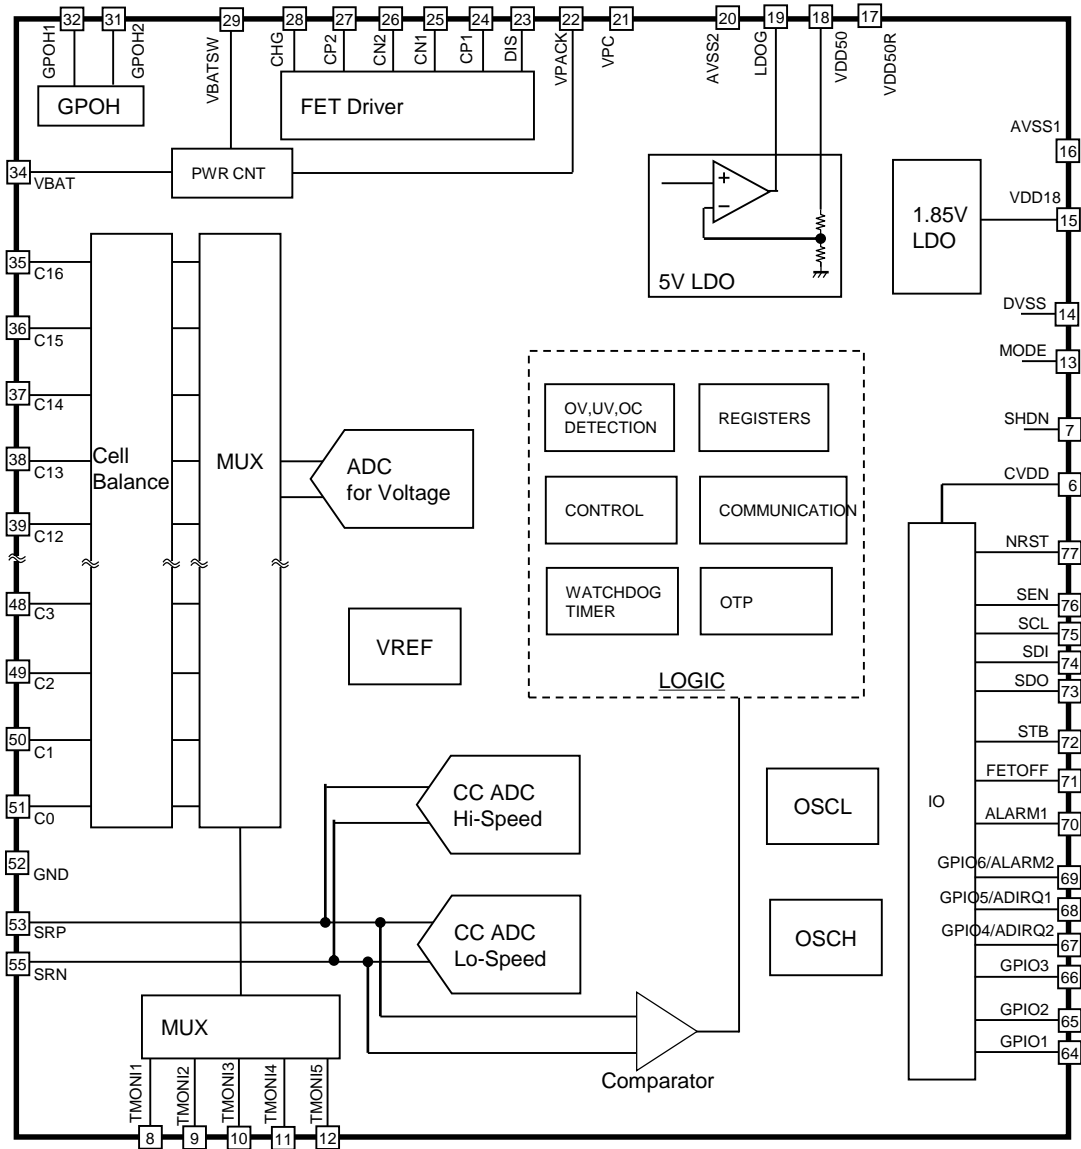 32
31
29
28
27
26
25
24
23
22
21
20
19
18
17
GPOH1
GPOH2
VBATSW
CHG
CP2
CN2
CN1
CP1
DIS
VPACK
VPC
AVSS2
LDOG
VDD50
VDD50R
GPOH
FET Driver
PWR CNT
34
VBAT
+
−
5V LDO
1.85V
LDO
AVSS1
16
VDD18
15
DVSS
14
MODE
13
SHDN
7
CVDD
6
35
C16
36
C15
37
C14
38
C13
39
C12
48
C3
49
C2
50
C1
51
C0
52
GND
53
SRP
55
SRN
Cell
Balance
MUX
ADC
for Voltage
VREF
OV,UV,OC
DETECTION
REGISTERS
CONTROL
COMMUNICATION
WATCHDOG
TIMER
OTP
LOGIC
CC ADC
Hi-Speed
CC ADC
Lo-Speed
OSCL
OSCH
IO
NRST
77
SEN
76
SCL
75
SDI
74
SDO
73
STB
72
FETOFF
71
ALARM1
70
GPIO6/ALARM2
69
GPIO5/ADIRQ1
68
GPIO4/ADIRQ2
67
GPIO3
66
GPIO2
65
GPIO1
64
MUX
Comparator
TMONI1
TMONI2
TMONI3
TMONI4
TMONI5
8
9
10
11
12